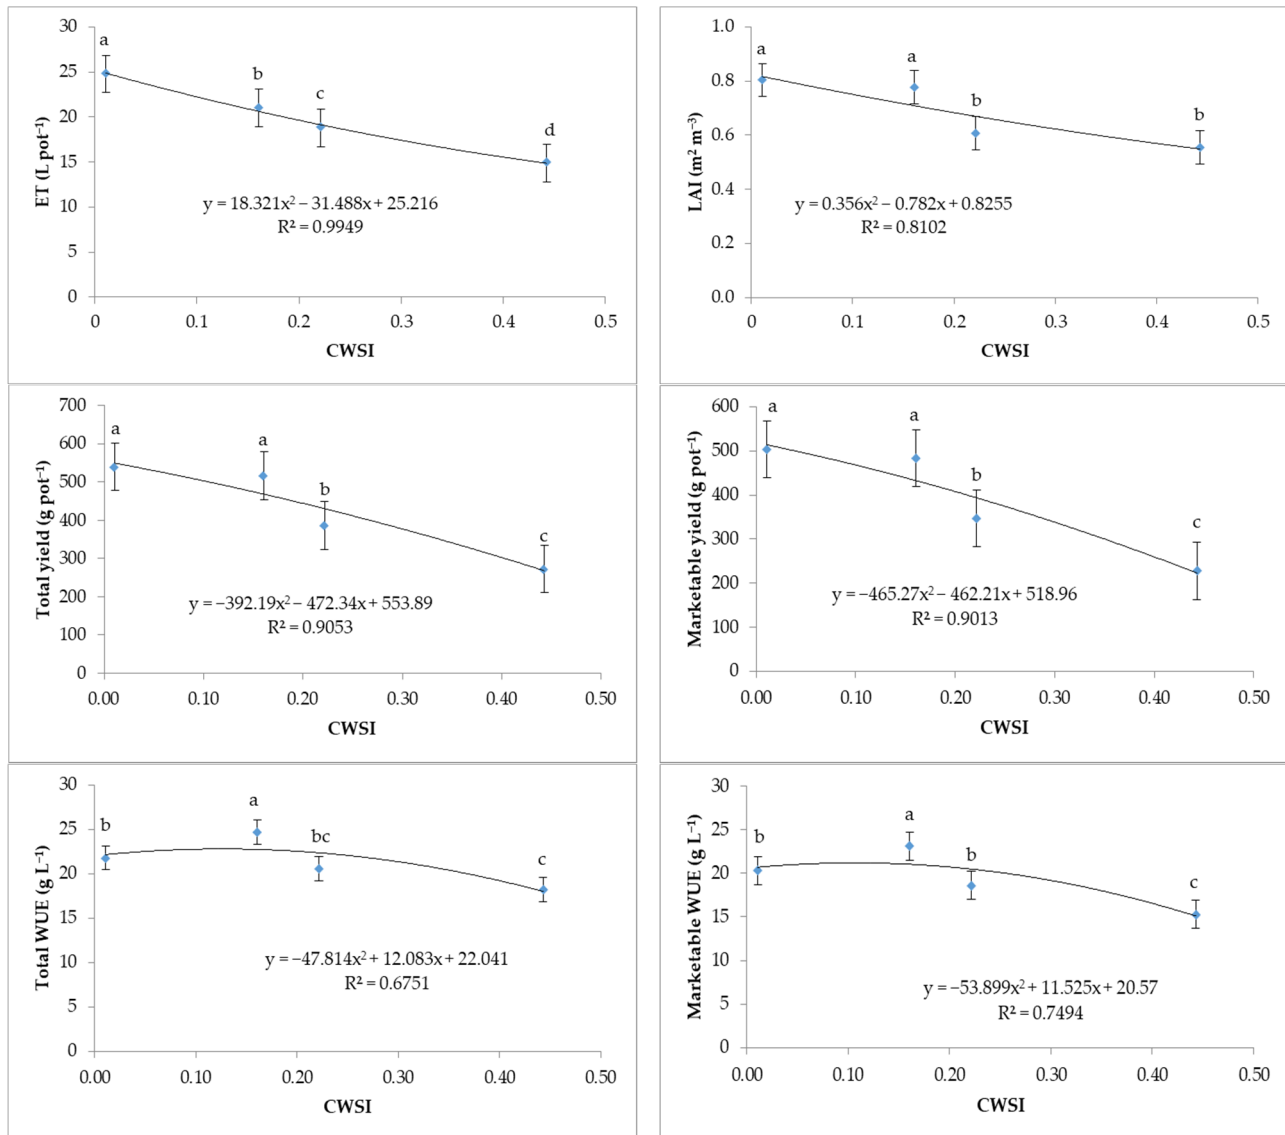 ET (L pot⁻¹)
30
25
20
15
10
5
0
a
b
c
d
y = 18.321x² − 31.488x + 25.216
R² = 0.9949
0 0.1 0.2 0.3 0.4 0.5
CWSI
LAI (m² m⁻³)
1.0
0.8
0.6
0.4
0.2
0.0
a
a
b
b
y = 0.356x² − 0.782x + 0.8255
R² = 0.8102
0 0.1 0.2 0.3 0.4 0.5
CWSI
Total yield (g pot⁻¹)
700
600
500
400
300
200
100
0
a
a
b
c
y = −392.19x² − 472.34x + 553.89
R² = 0.9053
0.00 0.10 0.20 0.30 0.40 0.50
CWSI
Marketable yield (g pot⁻¹)
600
500
400
300
200
100
0
a
a
b
c
y = −465.27x² − 462.21x + 518.96
R² = 0.9013
0.00 0.10 0.20 0.30 0.40 0.50
CWSI
Total WUE (g L⁻¹)
30
25
20
15
10
5
0
b
a
bc
c
y = −47.814x² + 12.083x + 22.041
R² = 0.6751
0.00 0.10 0.20 0.30 0.40 0.50
CWSI
Marketable WUE (g L⁻¹)
30
25
20
15
10
5
0
b
a
b
c
y = −53.899x² + 11.525x + 20.57
R² = 0.7494
0.00 0.10 0.20 0.30 0.40 0.50
CWSI